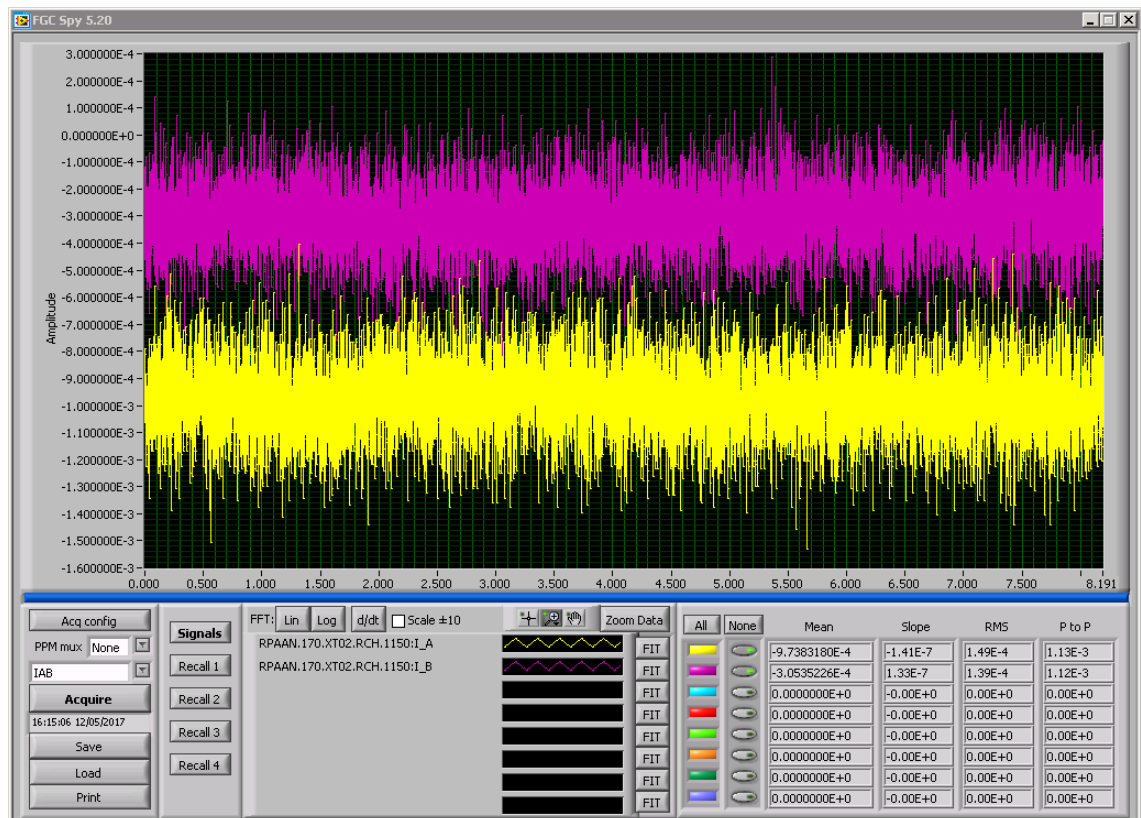 FGC Spy 5.20
3.000000E-4
2.000000E-4
1.000000E-4
0.000000E+0
-1.000000E-4
-2.000000E-4
-3.000000E-4
-4.000000E-4
-5.000000E-4
-6.000000E-4
-7.000000E-4
-8.000000E-4
-9.000000E-4
-1.000000E-3
-1.100000E-3
-1.200000E-3
-1.300000E-3
-1.400000E-3
-1.500000E-3
-1.600000E-3
Amplitude
0.000 0.500 1.000 1.500 2.000 2.500 3.000 3.500 4.000 4.500 5.000 5.500 6.000 6.500 7.000 7.500 8.191
Acq config
PPM mux None
IAB
Acquire
16:15:06 12/05/2017
Save
Load
Print
Signals
Recall 1
Recall 2
Recall 3
Recall 4
FFT: Lin Log d/dt Scale ±10 Zoom Data
RPAAN.170.XT02.RCH.1150:I_A FIT
RPAAN.170.XT02.RCH.1150:I_B FIT
FIT
FIT
FIT
FIT
FIT
FIT
All None Mean Slope RMS P to P
-9.7383180E-4 -1.41E-7 1.49E-4 1.13E-3
-3.0535226E-4 1.33E-7 1.39E-4 1.12E-3
0.0000000E+0 -0.00E+0 0.00E+0 0.00E+0
0.0000000E+0 -0.00E+0 0.00E+0 0.00E+0
0.0000000E+0 -0.00E+0 0.00E+0 0.00E+0
0.0000000E+0 -0.00E+0 0.00E+0 0.00E+0
0.0000000E+0 -0.00E+0 0.00E+0 0.00E+0
0.0000000E+0 -0.00E+0 0.00E+0 0.00E+0